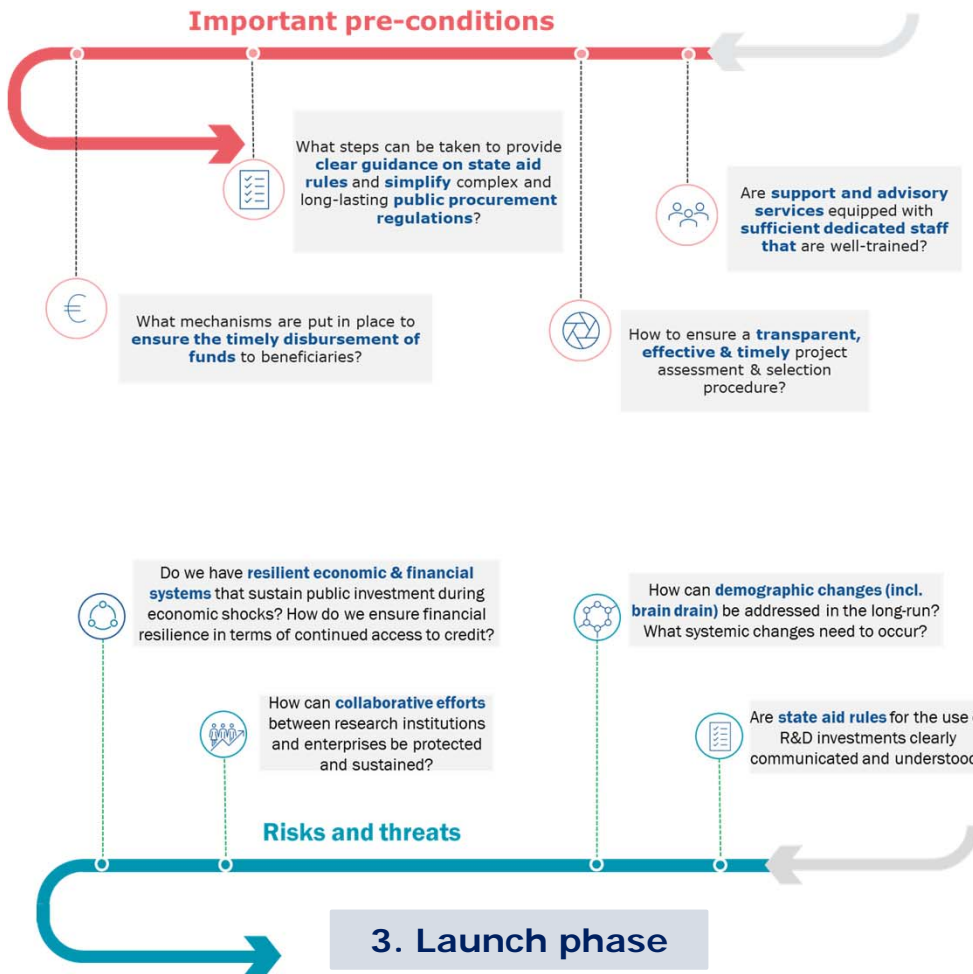 Important pre-conditions
What steps can be taken to provide
clear guidance on state aid
rules and simplify complex and
long-lasting public procurement
regulations?
Are support and advisory
services equipped with
sufficient dedicated staff
that are well-trained?
€
What mechanisms are put in place to
ensure the timely disbursement of
funds to beneficiaries?
How to ensure a transparent,
effective & timely project
assessment & selection
procedure?
Do we have resilient economic & financial
systems that sustain public investment during
economic shocks? How do we ensure financial
resilience in terms of continued access to credit?
How can demographic changes (incl.
brain drain) be addressed in the long-run?
What systemic changes need to occur?
How can collaborative efforts
between research institutions
and enterprises be protected
and sustained?
Are state aid rules for the use
R&D investments clearly
communicated and understood
Risks and threats
3. Launch phase